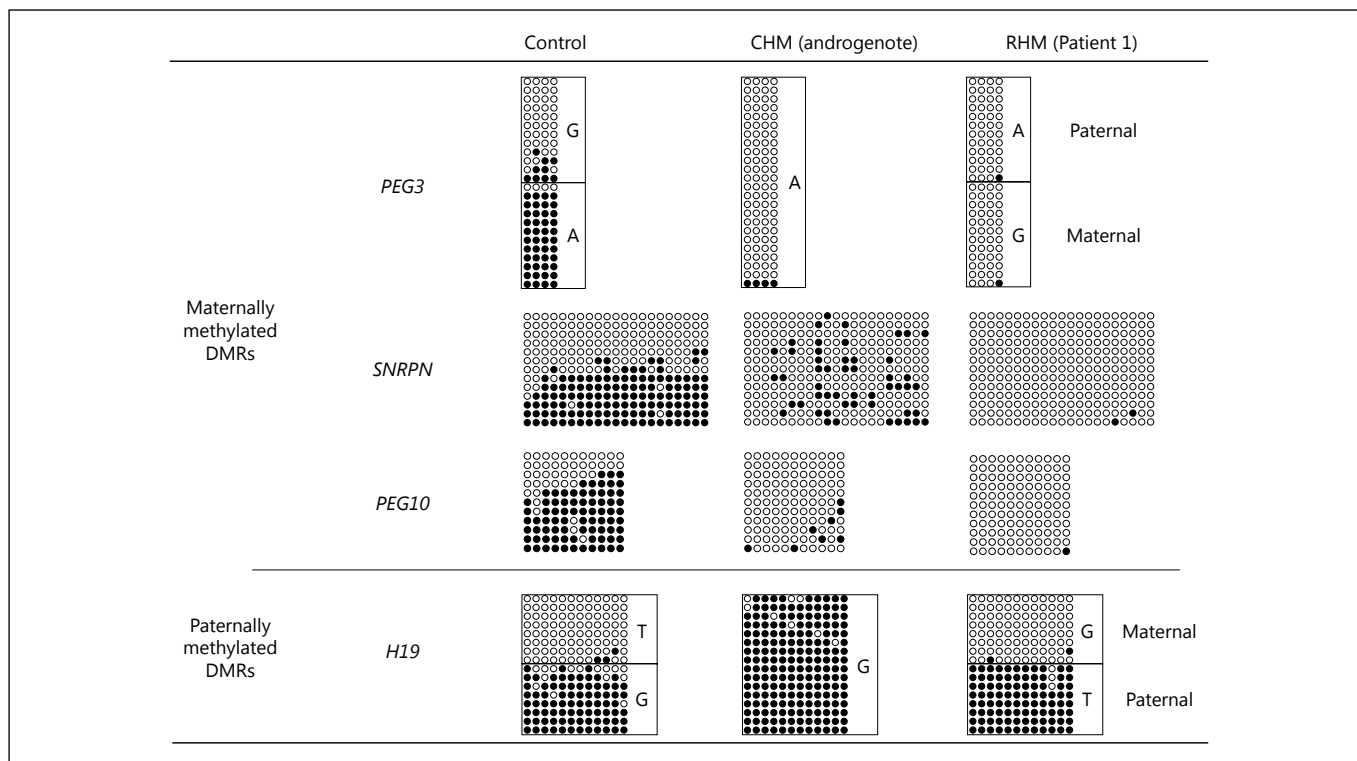 Control CHM (androgenote) RHM (Patient 1)
G
A
A
A Paternal
G Maternal
PEG3
Maternally
methylated
DMRs
SNRPN
PEG10
Paternally
methylated
DMRs
H19
T
G
G
G Maternal
T Paternal